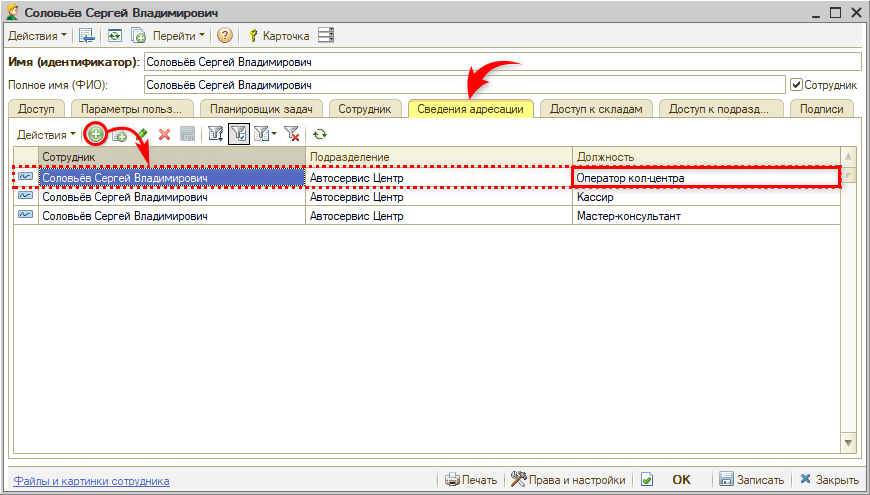 Соловьёв Сергей Владимирович
Действия Перейти Карточка
Имя (идентификатор): Соловьёв Сергей Владимирович
Полное имя (ФИО): Соловьёв Сергей Владимирович Сотрудник
Доступ Параметры польз... Планировщик задач Сотрудник Сведения адресации Доступ к складам Доступ к подразд... Подписи
Действия
Сотрудник Подразделение Должность
Соловьёв Сергей Владимирович Автосервис Центр Оператор кол-центра
Соловьёв Сергей Владимирович Автосервис Центр Кассир
Соловьёв Сергей Владимирович Автосервис Центр Мастер-консультант
Файлы и картинки сотрудника Печать Права и настройки OK Записать Закрыть